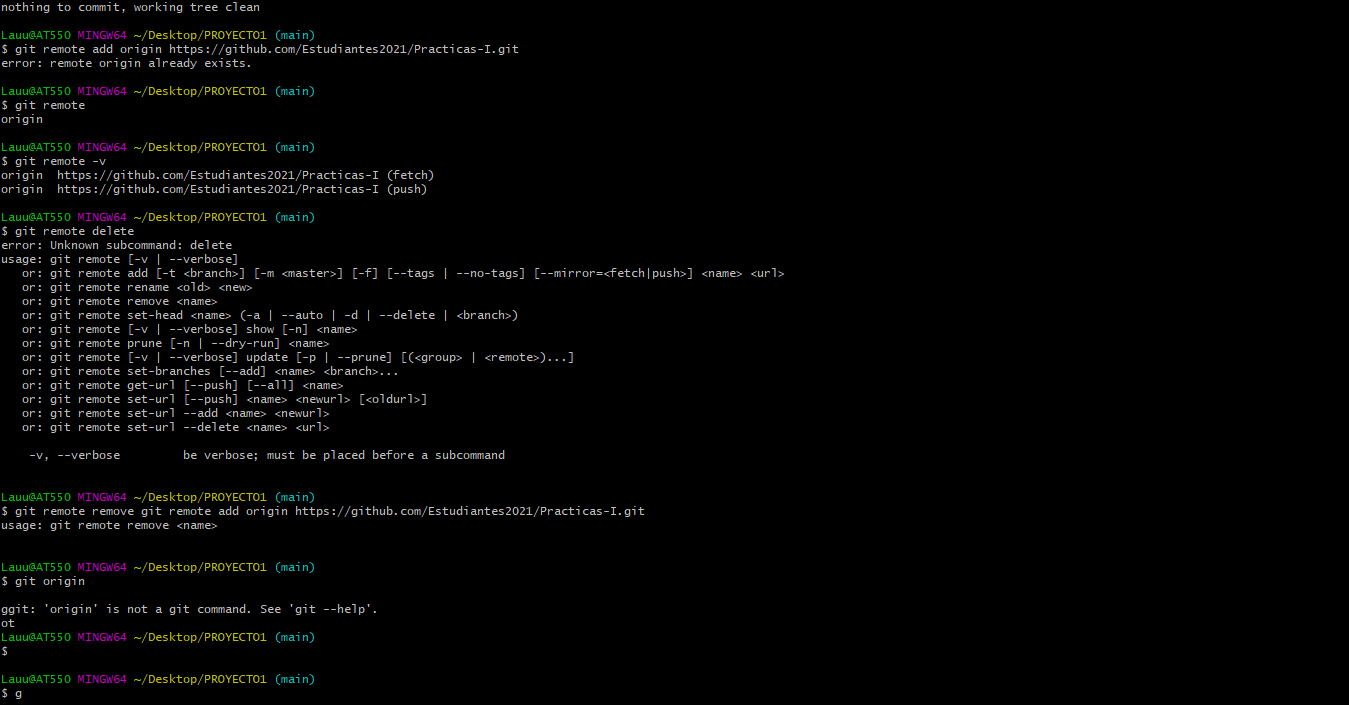 nothing to commit, working tree clean
Lauu@AT550 MINGW64 ~/Desktop/PROYECTO1 (main)
$ git remote add origin https://github.com/Estudiantes2021/Practicas-I.git
error: remote origin already exists.
Lauu@AT550 MINGW64 ~/Desktop/PROYECTO1 (main)
$ git remote
origin
Lauu@AT550 MINGW64 ~/Desktop/PROYECTO1 (main)
$ git remote -v
origin  https://github.com/Estudiantes2021/Practicas-I (fetch)
origin  https://github.com/Estudiantes2021/Practicas-I (push)
Lauu@AT550 MINGW64 ~/Desktop/PROYECTO1 (main)
$ git remote delete
error: Unknown subcommand: delete
usage: git remote [-v | --verbose]
   or: git remote add [-t <branch>] [-m <master>] [-f] [--tags | --no-tags] [--mirror=<fetch|push>] <name> <url>
   or: git remote rename <old> <new>
   or: git remote remove <name>
   or: git remote set-head <name> (-a | --auto | -d | --delete | <branch>)
   or: git remote [-v | --verbose] show [-n] <name>
   or: git remote prune [-n | --dry-run] <name>
   or: git remote [-v | --verbose] update [-p | --prune] [(<group> | <remote>)...]
   or: git remote set-branches [--add] <name> <branch>...
   or: git remote get-url [--push] [--all] <name>
   or: git remote set-url [--push] <name> <newurl> [<oldurl>]
   or: git remote set-url --add <name> <newurl>
   or: git remote set-url --delete <name> <url>
    -v, --verbose         be verbose; must be placed before a subcommand
Lauu@AT550 MINGW64 ~/Desktop/PROYECTO1 (main)
$ git remote remove git remote add origin https://github.com/Estudiantes2021/Practicas-I.git
usage: git remote remove <name>
Lauu@AT550 MINGW64 ~/Desktop/PROYECTO1 (main)
$ git origin
ggit: 'origin' is not a git command. See 'git --help'.
ot
Lauu@AT550 MINGW64 ~/Desktop/PROYECTO1 (main)
$
Lauu@AT550 MINGW64 ~/Desktop/PROYECTO1 (main)
$ g